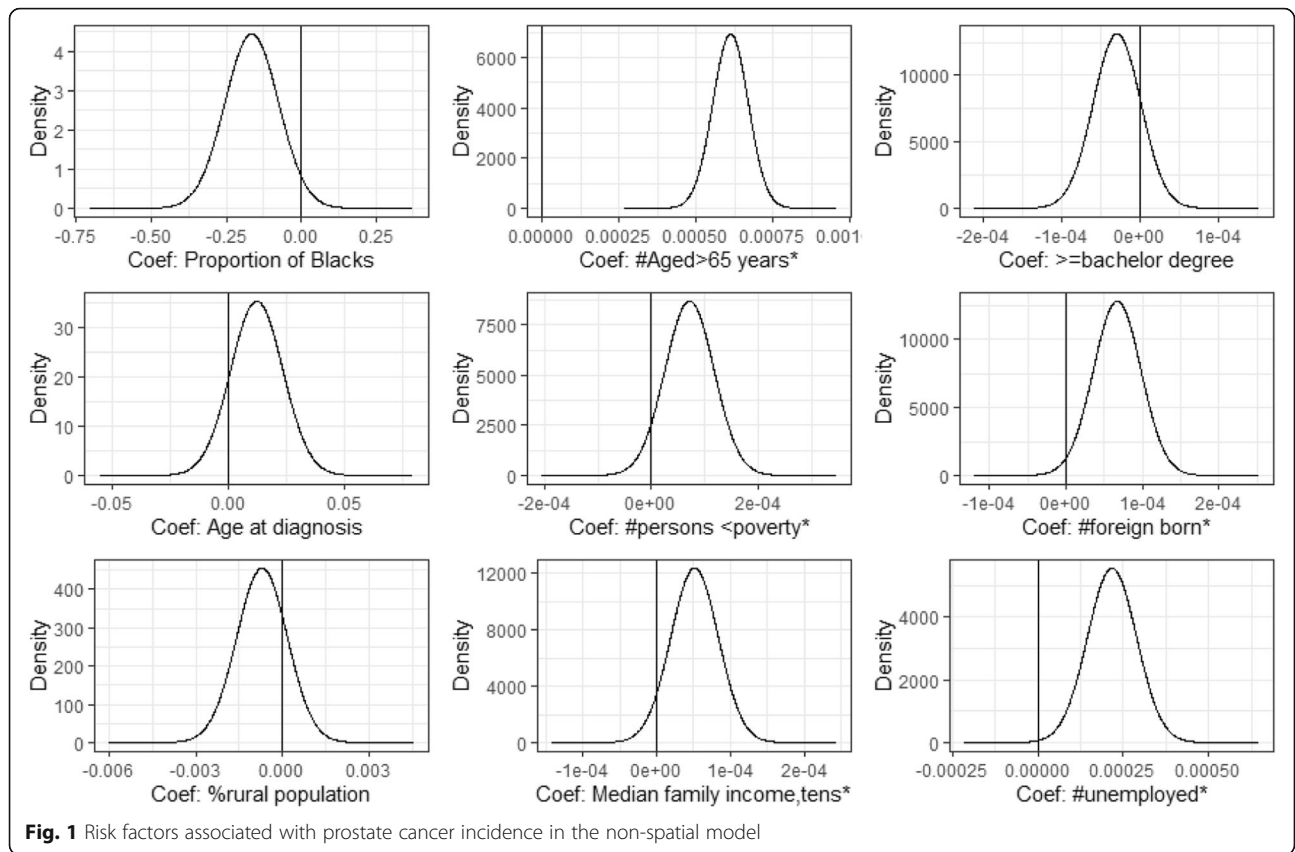 Density
4
3
2
1
0
-0.75 -0.50 -0.25 0.00 0.25
Coef: Proportion of Blacks
Density
6000
4000
2000
0
0.00000 0.00025 0.00050 0.00075 0.001
Coef: #Aged>65 years*
Density
10000
5000
0
-2e-04 -1e-04 0e+00 1e-04
Coef: >=bachelor degree
Density
30
20
10
0
-0.05 0.00 0.05
Coef: Age at diagnosis
Density
7500
5000
2500
0
-2e-04 0e+00 2e-04
Coef: #persons <poverty*
Density
10000
5000
0
-1e-04 0e+00 1e-04 2e-04
Coef: #foreign born*
Density
400
300
200
100
0
-0.006 -0.003 0.000 0.003
Coef: %rural population
Density
12000
8000
4000
0
-1e-04 0e+00 1e-04 2e-04
Coef: Median family income,tens*
Density
4000
2000
0
-0.00025 0.00000 0.00025 0.00050
Coef: #unemployed*
Fig. 1 Risk factors associated with prostate cancer incidence in the non-spatial model